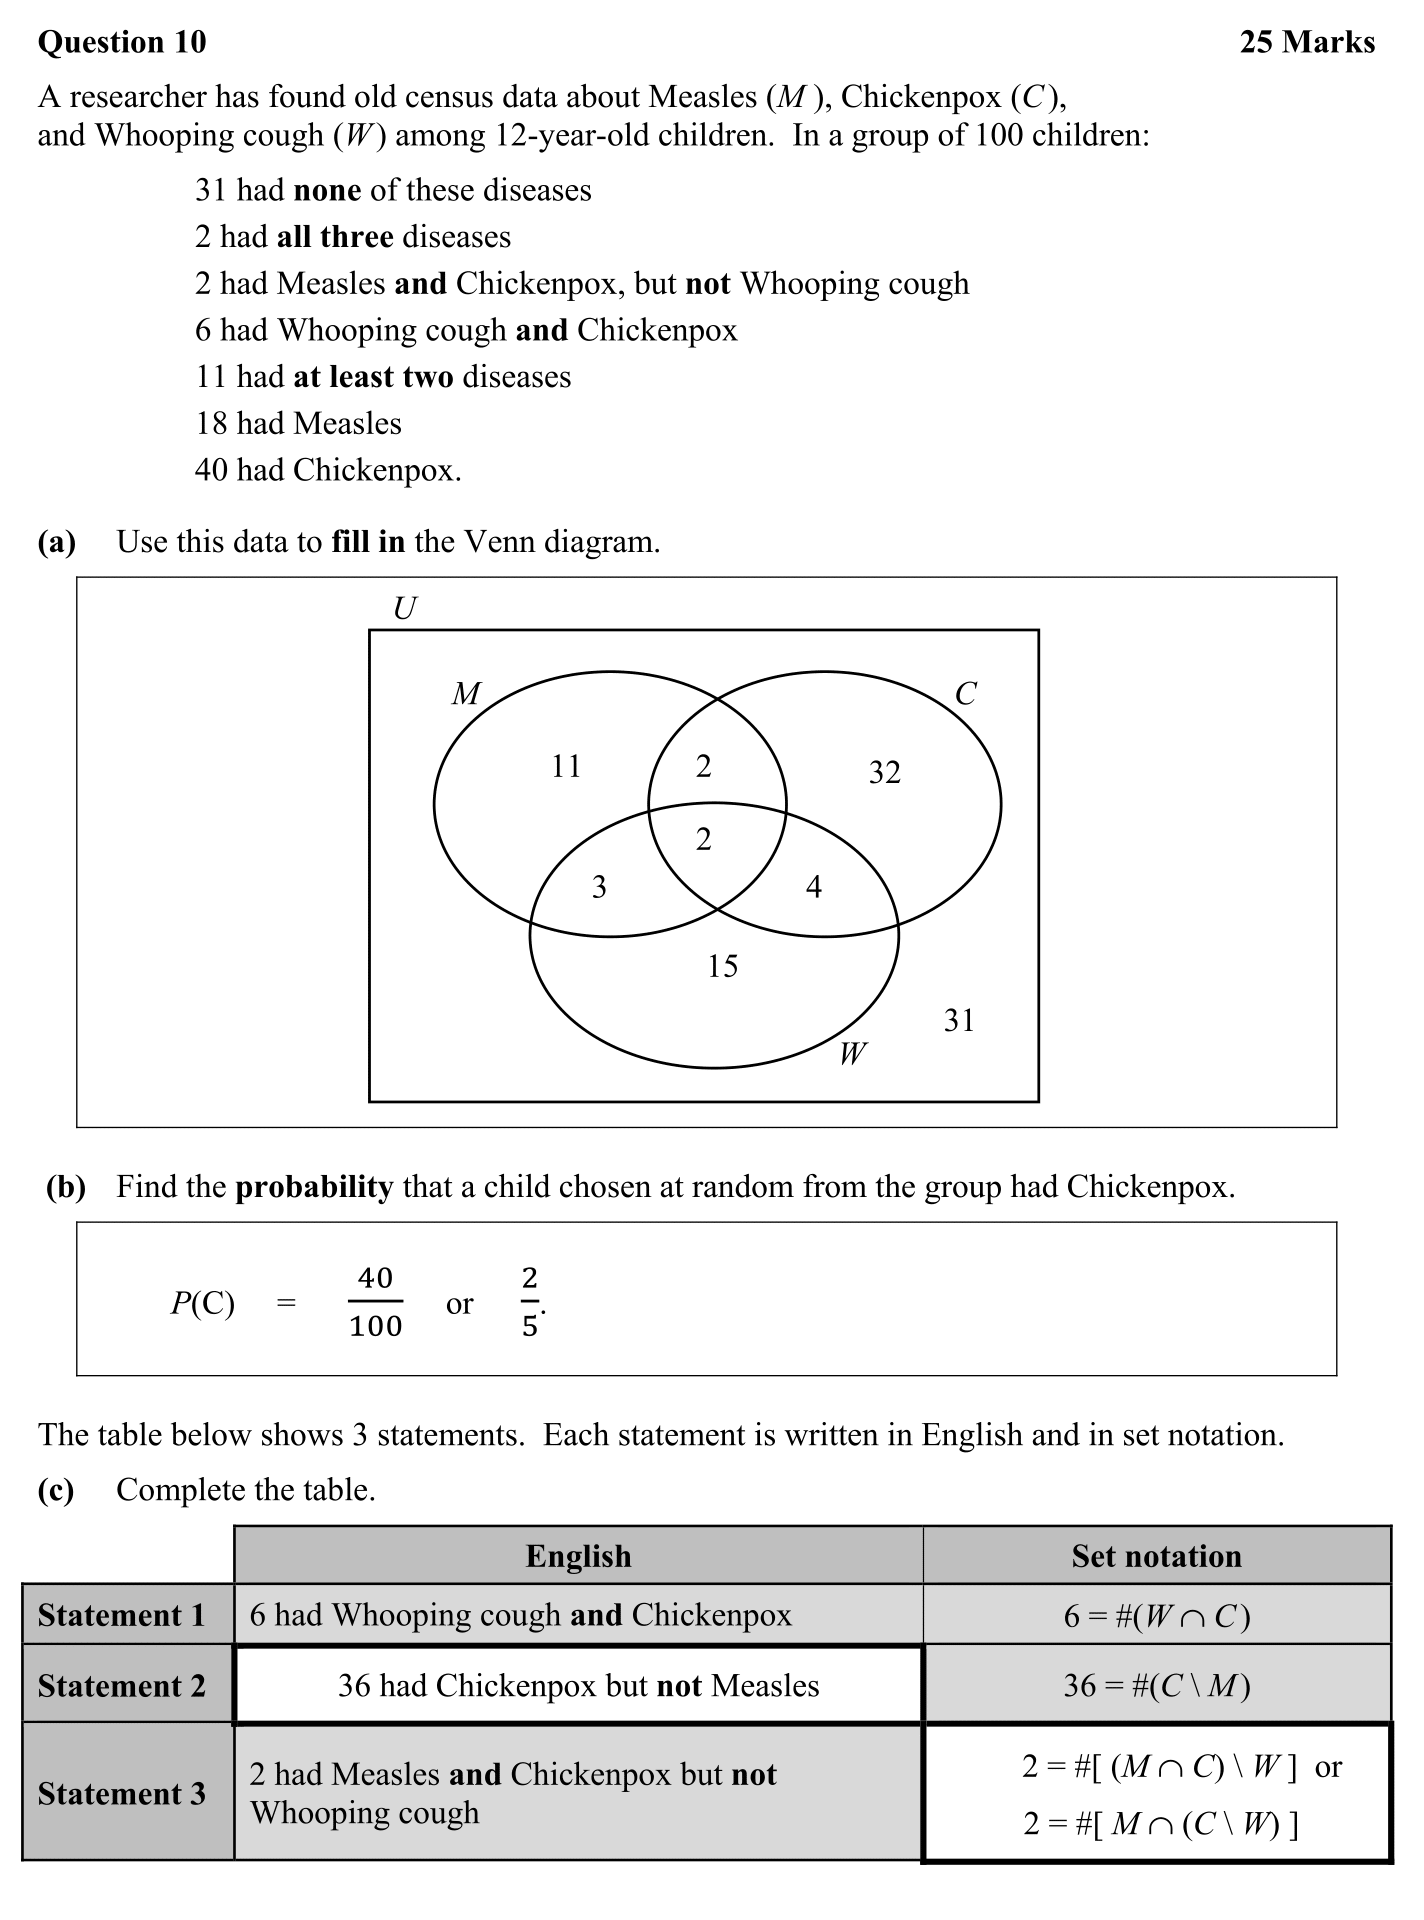 Question 10 25 Marks
A researcher has found old census data about Measles (M ), Chickenpox (C),
and Whooping cough (W) among 12-year-old children. In a group of 100 children:
31 had none of these diseases
2 had all three diseases
2 had Measles and Chickenpox, but not Whooping cough
6 had Whooping cough and Chickenpox
11 had at least two diseases
18 had Measles
40 had Chickenpox.
(a) Use this data to fill in the Venn diagram.
U
M C
11 2 32
2
3 4
15
31
W
(b) Find the probability that a child chosen at random from the group had Chickenpox.
P(C) = 40/100 or 2/5.
The table below shows 3 statements. Each statement is written in English and in set notation.
(c) Complete the table.
English Set notation
Statement 1 6 had Whooping cough and Chickenpox 6 = #(W ∩ C)
Statement 2 36 had Chickenpox but not Measles 36 = #(C \ M)
Statement 3 2 had Measles and Chickenpox but not
Whooping cough
2 = #[ (M ∩ C) \ W ] or
2 = #[ M ∩ (C \ W) ]